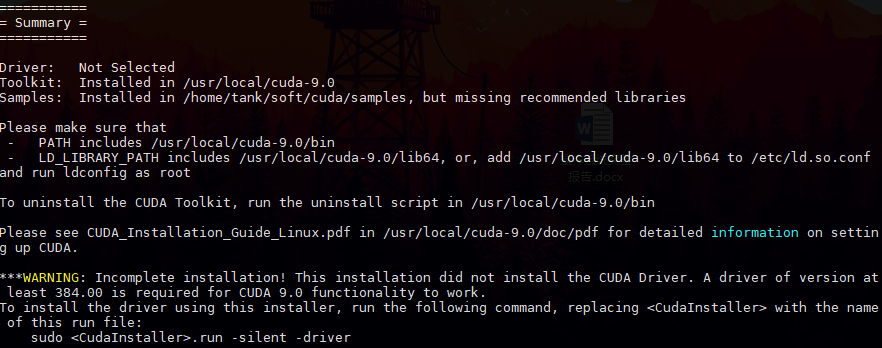 ===========
= Summary =
===========
Driver:   Not Selected
Toolkit:  Installed in /usr/local/cuda-9.0
Samples:  Installed in /home/tank/soft/cuda/samples, but missing recommended libraries
Please make sure that
 -   PATH includes /usr/local/cuda-9.0/bin
 -   LD_LIBRARY_PATH includes /usr/local/cuda-9.0/lib64, or, add /usr/local/cuda-9.0/lib64 to /etc/ld.so.conf
and run ldconfig as root
To uninstall the CUDA Toolkit, run the uninstall script in /usr/local/cuda-9.0/bin
Please see CUDA_Installation_Guide_Linux.pdf in /usr/local/cuda-9.0/doc/pdf for detailed information on settin
g up CUDA.
***WARNING: Incomplete installation! This installation did not install the CUDA Driver. A driver of version at
 least 384.00 is required for CUDA 9.0 functionality to work.
To install the driver using this installer, run the following command, replacing <CudaInstaller> with the name
 of this run file:
    sudo <CudaInstaller>.run -silent -driver
W
报告.docx